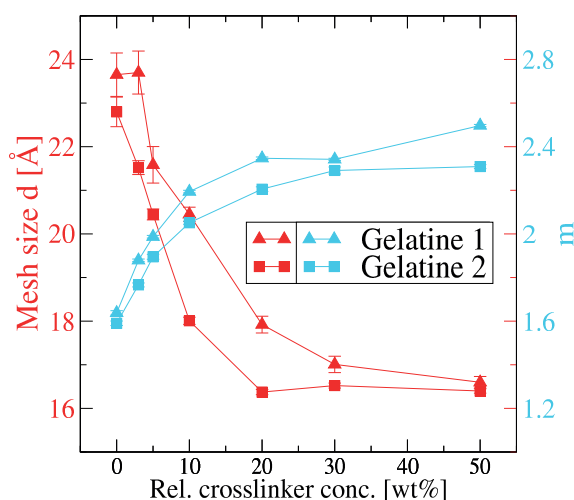 Mesh size d [Å]
24
22
20
18
16
2.8
2.4
2
1.6
1.2
m
Gelatine 1
Gelatine 2
0 10 20 30 40 50
Rel. crosslinker conc. [wt%]